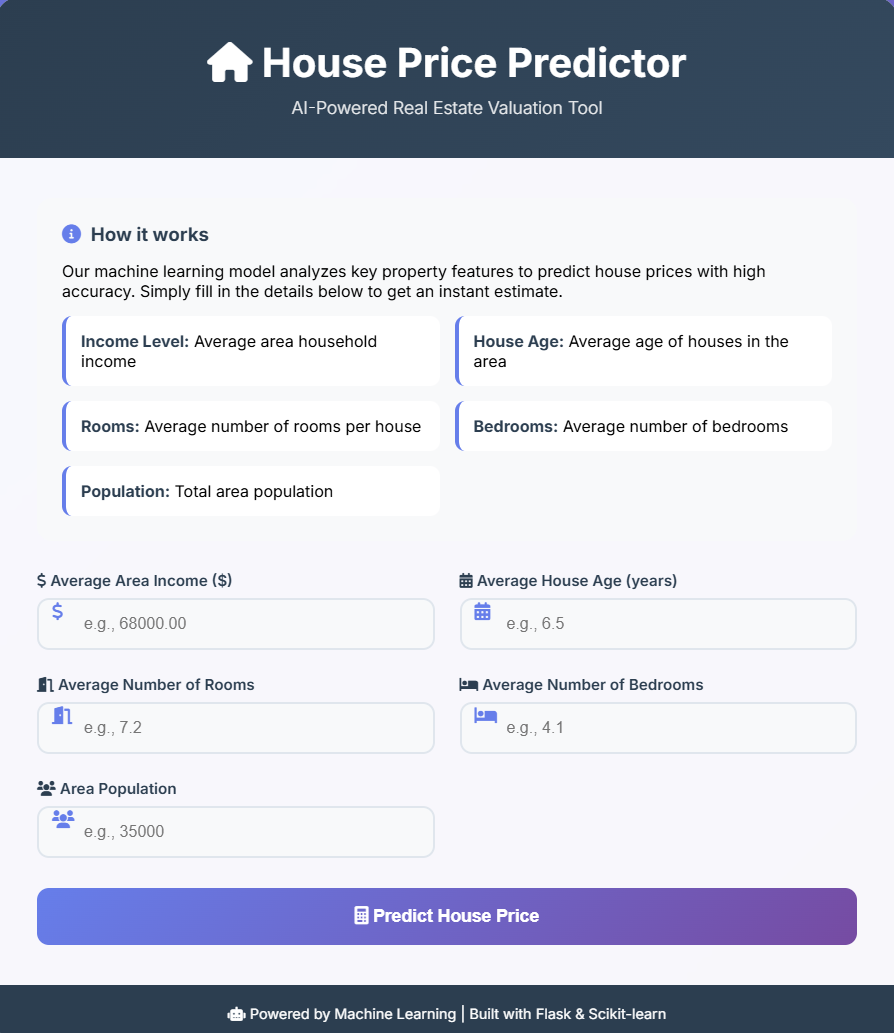 House Price Predictor
AI-Powered Real Estate Valuation Tool
How it works
Our machine learning model analyzes key property features to predict house prices with high
accuracy. Simply fill in the details below to get an instant estimate.
Income Level: Average area household
income
House Age: Average age of houses in the
area
Rooms: Average number of rooms per house
Bedrooms: Average number of bedrooms
Population: Total area population
$ Average Area Income ($)
$ e.g., 68000.00
Average House Age (years)
e.g., 6.5
Average Number of Rooms
e.g., 7.2
Average Number of Bedrooms
e.g., 4.1
Area Population
e.g., 35000
Predict House Price
Powered by Machine Learning | Built with Flask & Scikit-learn